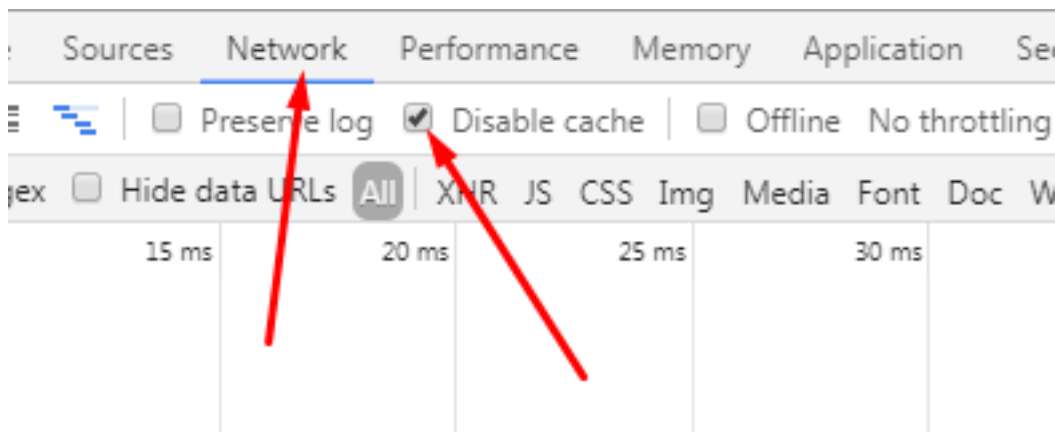 Sources Network Performance Memory Application
Preserve log Disable cache Offline No throttling
Hide data URLs All XHR JS CSS Img Media Font Doc
15 ms 20 ms 25 ms 30 ms